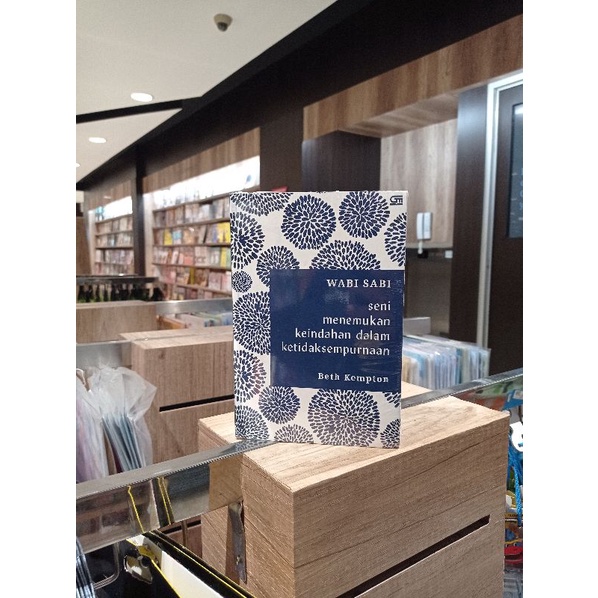 WABI SABI
seni
menemukan
keindahan dalam
ketidaksempurnaan
Beth Kempton